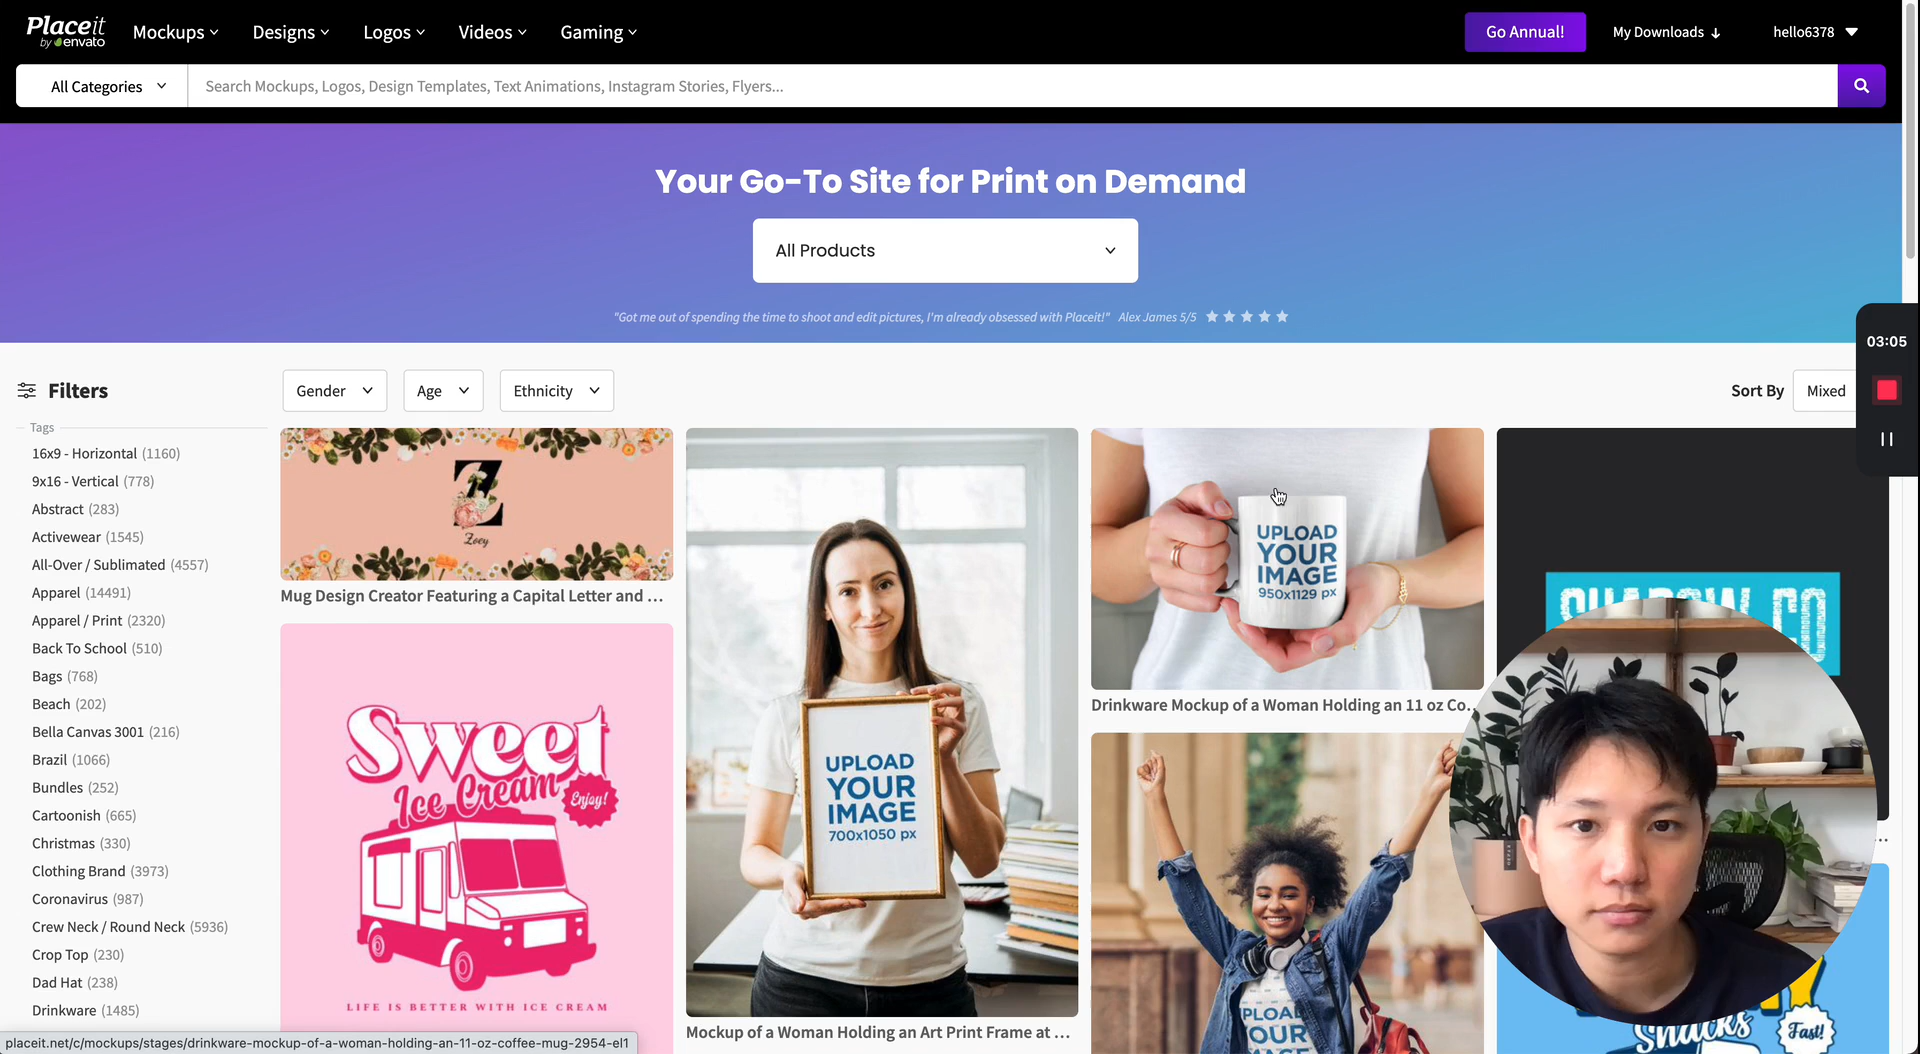 Placeit
by envato
Mockups
Designs
Logos
Videos
Gaming
Go Annual!
My Downloads
hello6378
All Categories
Search Mockups, Logos, Design Templates, Text Animations, Instagram Stories, Flyers...
Your Go-To Site for Print on Demand
All Products
"Got me out of spending the time to shoot and edit pictures, I'm already obsessed with Placeit!" Alex James 5/5
03:05
Filters
Gender
Age
Ethnicity
Sort By
Mixed
Tags
16x9 - Horizontal (1160)
9x16 - Vertical (778)
Abstract (283)
Activewear (1545)
All-Over / Sublimated (4557)
Apparel (14491)
Apparel / Print (2320)
Back To School (510)
Bags (768)
Beach (202)
Bella Canvas 3001 (216)
Brazil (1066)
Bundles (252)
Cartoonish (665)
Christmas (330)
Clothing Brand (3973)
Coronavirus (987)
Crew Neck / Round Neck (5936)
Crop Top (230)
Dad Hat (238)
Drinkware (1485)
Z
Zoey
Mug Design Creator Featuring a Capital Letter and ...
Sweet
Ice Cream
Enjoy!
LIFE IS BETTER WITH ICE CREAM
UPLOAD
YOUR
IMAGE
700x1050 px
Mockup of a Woman Holding an Art Print Frame at ...
UPLOAD
YOUR
IMAGE
950x1129 px
Drinkware Mockup of a Woman Holding an 11 oz Co...
UPLOAD
YOUR
IMAGE
...
Snacks
Fast!
placeit.net/c/mockups/stages/drinkware-mockup-of-a-woman-holding-an-11-oz-coffee-mug-2954-el1